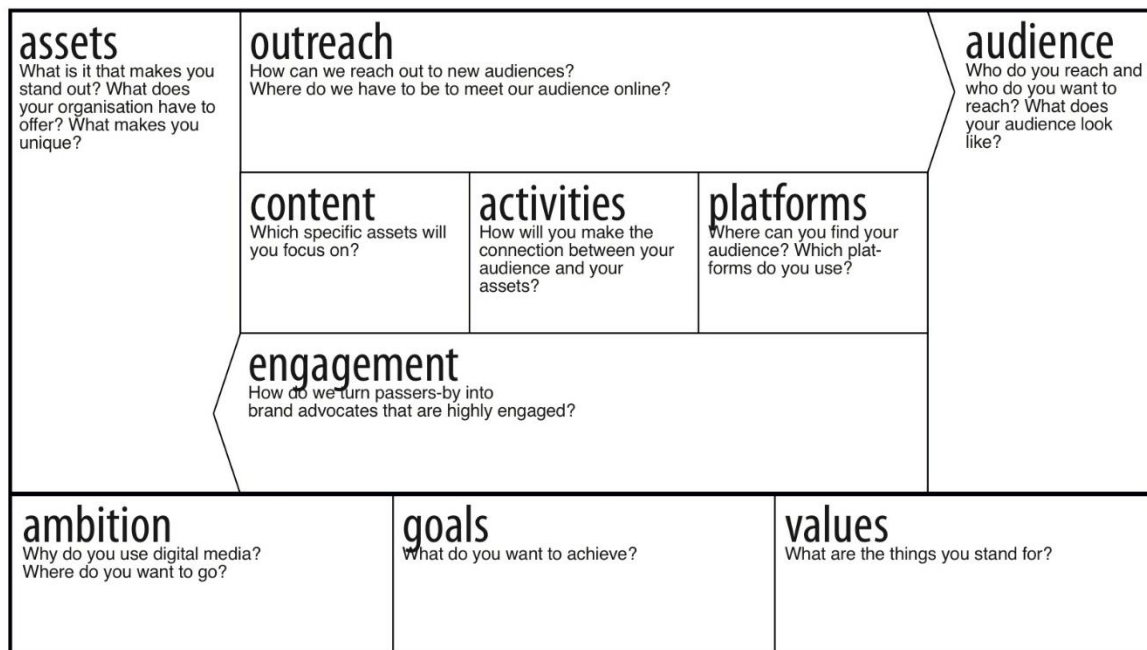 assets
What is it that makes you
stand out? What does
your organisation have to
offer? What makes you
unique?
outreach
How can we reach out to new audiences?
Where do we have to be to meet our audience online?
audience
Who do you reach and
who do you want to
reach? What does
your audience look
like?
content
Which specific assets will
you focus on?
activities
How will you make the
connection between your
audience and your
assets?
platforms
Where can you find your
audience? Which plat-
forms do you use?
engagement
How do we turn passers-by into
brand advocates that are highly engaged?
ambition
Why do you use digital media?
Where do you want to go?
goals
What do you want to achieve?
values
What are the things you stand for?